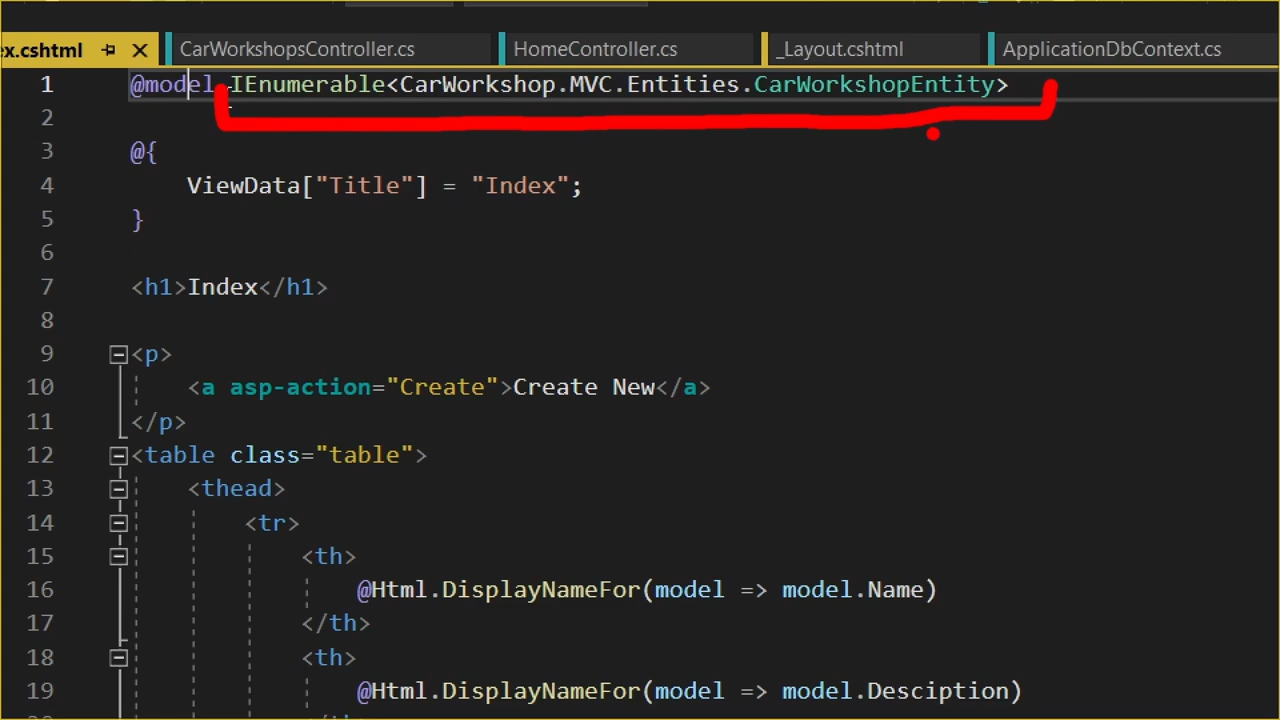 ex.cshtml CarWorkshopsController.cs HomeController.cs _Layout.cshtml ApplicationDbContext.cs
1 @model IEnumerable<CarWorkshop.MVC.Entities.CarWorkshopEntity>
2
3 @{
4 ViewData["Title"] = "Index";
5 }
6
7 <h1>Index</h1>
8
9 <p>
10 <a asp-action="Create">Create New</a>
11 </p>
12 <table class="table">
13 <thead>
14 <tr>
15 <th>
16 @Html.DisplayNameFor(model => model.Name)
17 </th>
18 <th>
19 @Html.DisplayNameFor(model => model.Desciption)